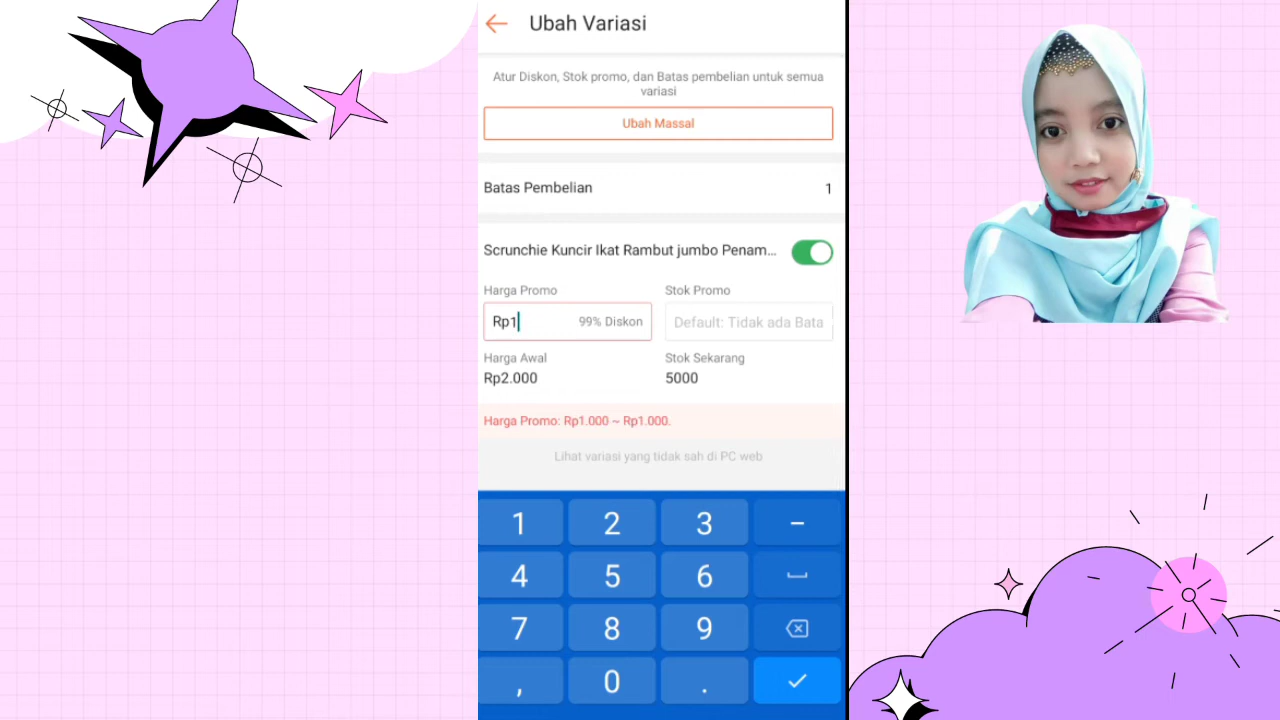 Ubah Variasi
Atur Diskon, Stok promo, dan Batas pembelian untuk semua
variasi
Ubah Massal
Batas Pembelian 1
Scrunchie Kuncir Ikat Rambut jumbo Penam...
Harga Promo Stok Promo
Rp1 99% Diskon Default: Tidak ada Bata
Harga Awal Stok Sekarang
Rp2.000 5000
Harga Promo: Rp1.000 ~ Rp1.000.
Lihat variasi yang tidak sah di PC web
1 2 3 −
4 5 6
7 8 9
, 0 .